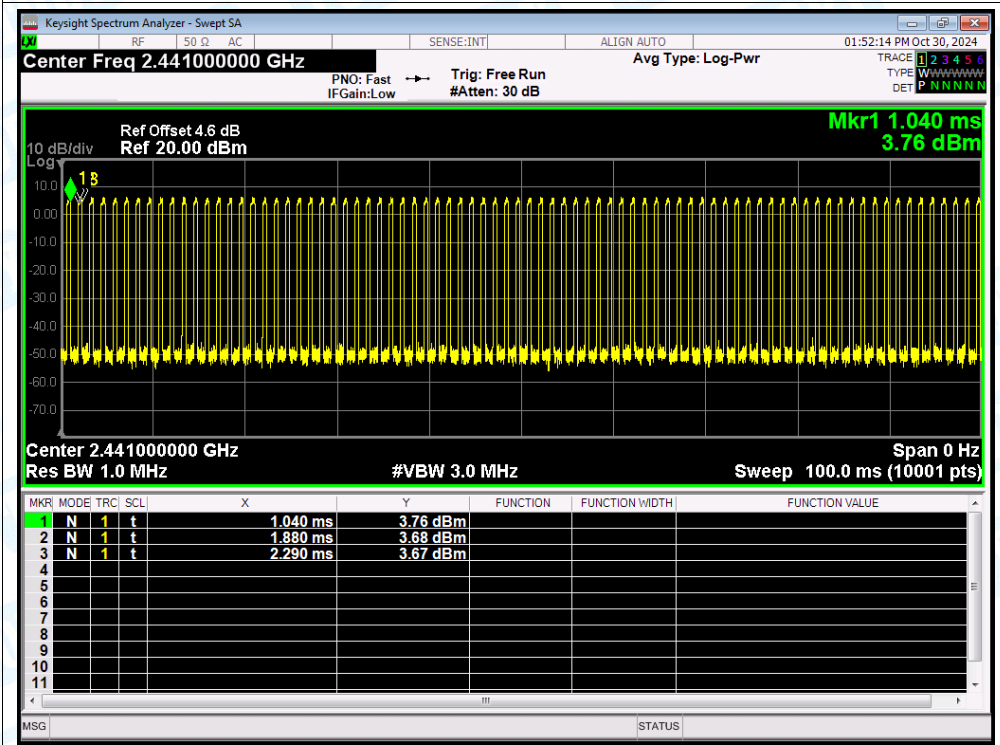 Keysight Spectrum Analyzer - Swept SA
LXI RF 50 Ω AC SENSE:INT ALIGN AUTO 01:52:14 PM Oct 30, 2024
Center Freq 2.441000000 GHz Avg Type: Log-Pwr TRACE 1 2 3 4 5 6
PNO: Fast Trig: Free Run TYPE W
IFGain:Low #Atten: 30 dB DET P N N N N N
Mkr1 1.040 ms
Ref Offset 4.6 dB 3.76 dBm
10 dB/div Ref 20.00 dBm
Log
10.0
0.00
-10.0
-20.0
-30.0
-40.0
-50.0
-60.0
-70.0
Center 2.441000000 GHz Span 0 Hz
Res BW 1.0 MHz #VBW 3.0 MHz Sweep 100.0 ms (10001 pts)
MKR MODE TRC SCL X Y FUNCTION FUNCTION WIDTH FUNCTION VALUE
1 N 1 t 1.040 ms 3.76 dBm
2 N 1 t 1.880 ms 3.68 dBm
3 N 1 t 2.290 ms 3.67 dBm
4
5
6
7
8
9
10
11
MSG STATUS